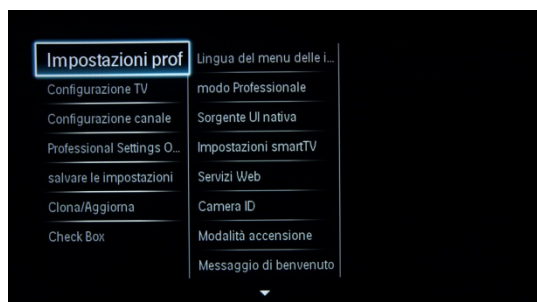 Impostazioni prof
Configurazione TV
Configurazione canale
Professional Settings O...
salvare le impostazioni
Clona/Aggiorna
Check Box
Lingua del menu delle i...
modo Professionale
Sorgente UI nativa
Impostazioni smartTV
Servizi Web
Camera ID
Modalità accensione
Messaggio di benvenuto